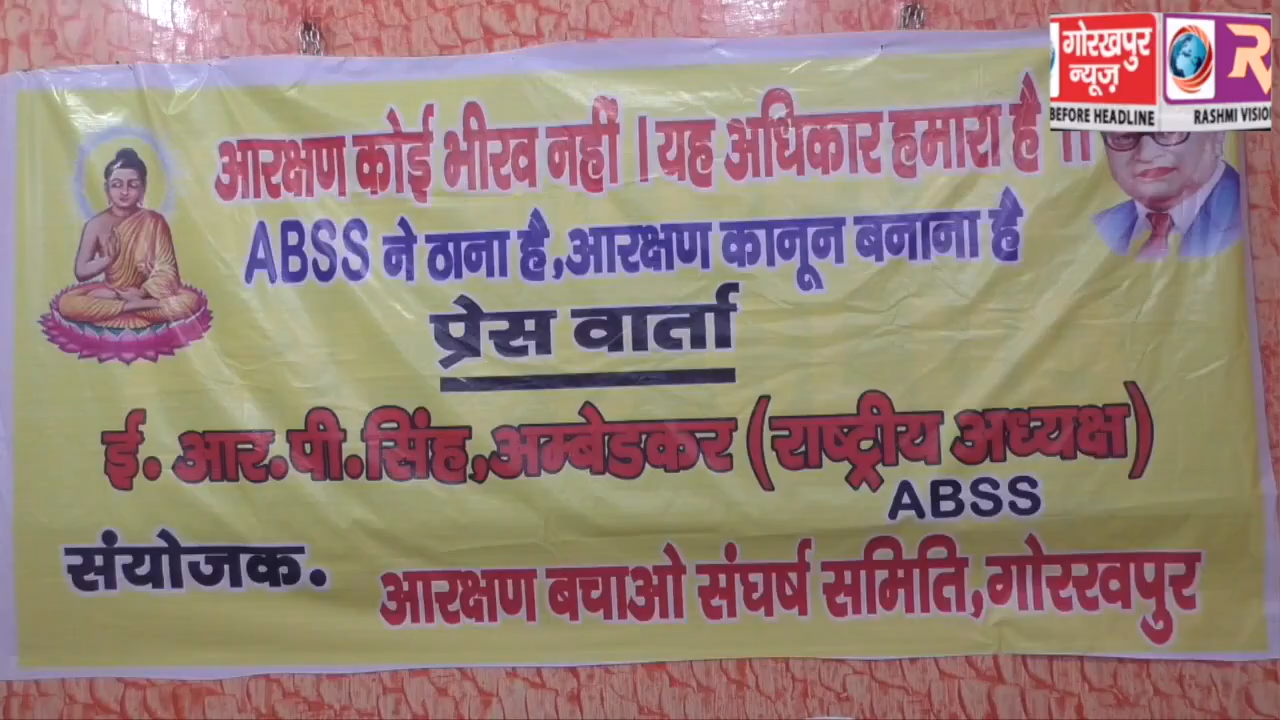 आरक्षण कोई भीख नहीं । यह अधिकार हमारा है ।।
ABSS ने ठाना है,आरक्षण कानून बनाना है
प्रेस वार्ता
ई. आर.पी.सिंह,अम्बेडकर (राष्ट्रीय अध्यक्ष)
ABSS
संयोजक.
आरक्षण बचाओ संघर्ष समिति,गोरखपुर
गोरखपुर
न्यूज़
BEFORE HEADLINE
R
RASHMI VISION